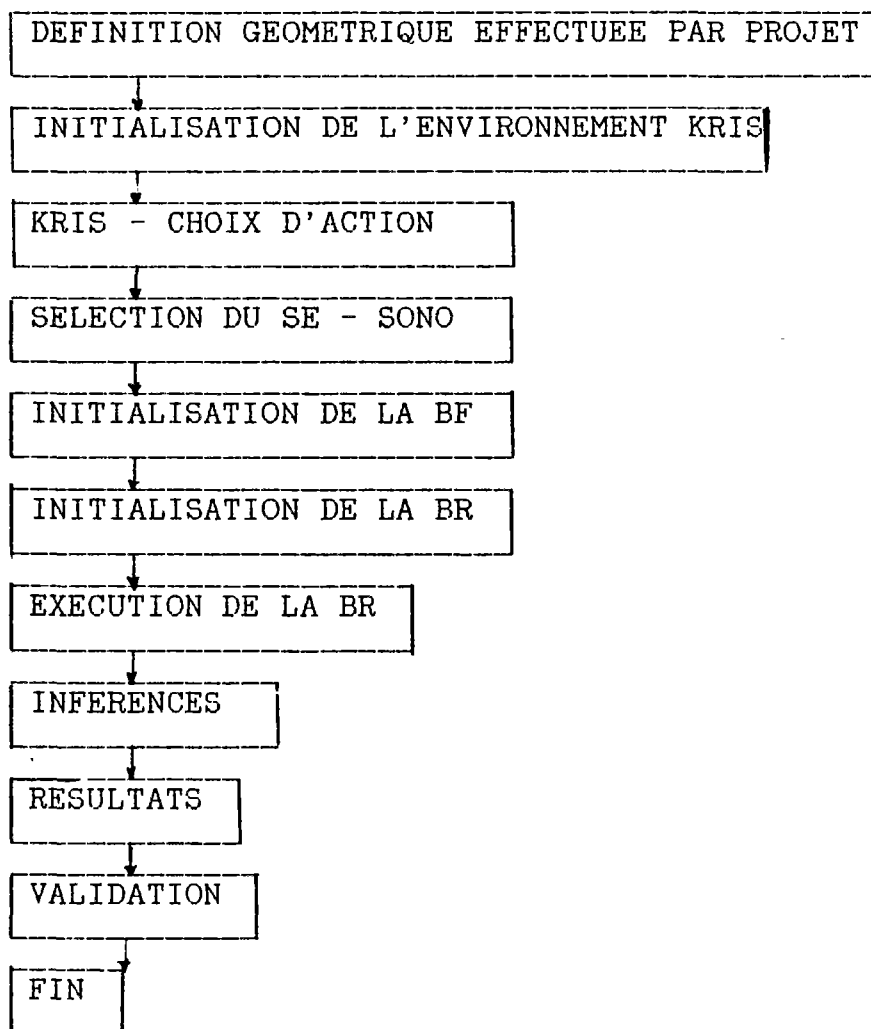 DEFINITION GEOMETRIQUE EFFECTUEE PAR PROJET
INITIALISATION DE L'ENVIRONNEMENT KRIS
KRIS - CHOIX D'ACTION
SELECTION DU SE - SONO
INITIALISATION DE LA BF
INITIALISATION DE LA BR
EXECUTION DE LA BR
INFERENCES
RESULTATS
VALIDATION
FIN